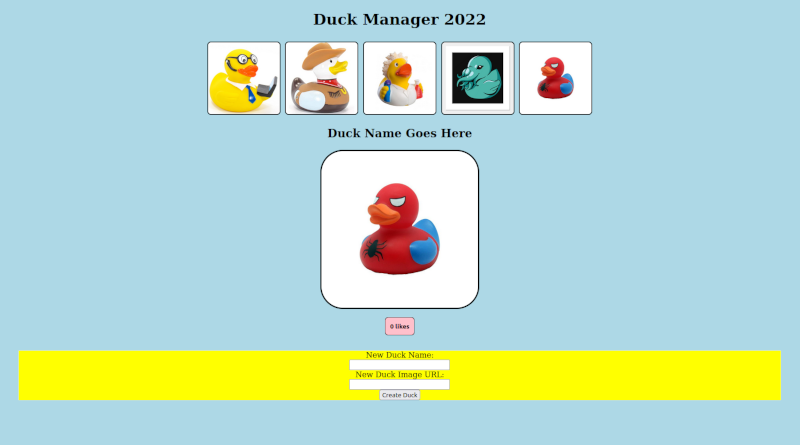 Duck Manager 2022
Duck Name Goes Here
0 likes
New Duck Name:
New Duck Image URL:
Create Duck